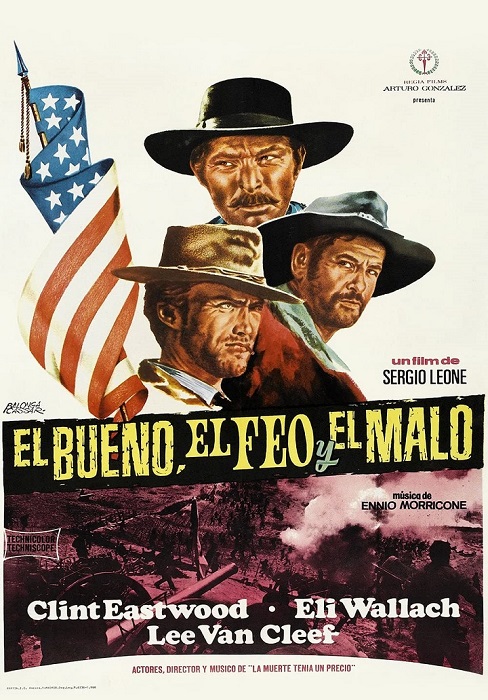 REGIA FILMS
ARTURO GONZALEZ
presenta
un film de
SERGIO LEONE
EL BUENO, EL FEO y EL MALO
música de
ENNIO MORRICONE
TECHNICOLOR
TECHNISCOPE
Clint Eastwood · Eli Wallach
Lee Van Cleef
ACTORES, DIRECTOR Y MUSICO DE "LA MUERTE TENIA UN PRECIO"